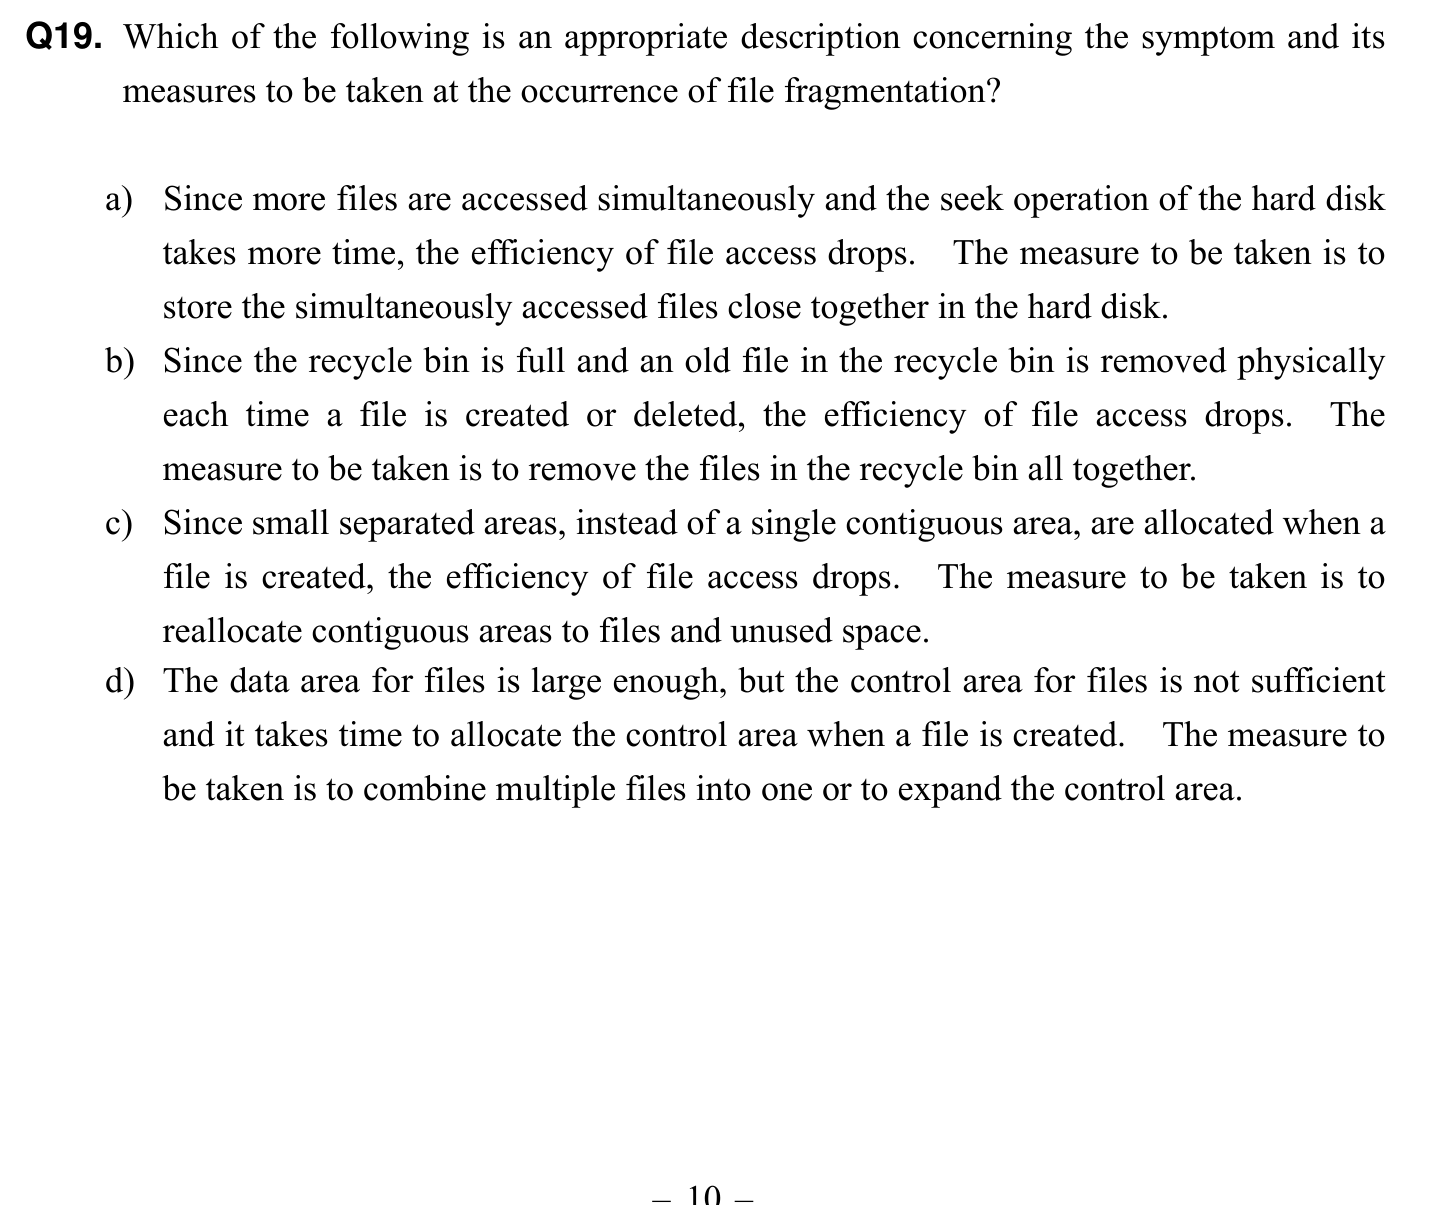 Q19. Which of the following is an appropriate description concerning the symptom and its
measures to be taken at the occurrence of file fragmentation?
a) Since more files are accessed simultaneously and the seek operation of the hard disk
takes more time, the efficiency of file access drops. The measure to be taken is to
store the simultaneously accessed files close together in the hard disk.
b) Since the recycle bin is full and an old file in the recycle bin is removed physically
each time a file is created or deleted, the efficiency of file access drops. The
measure to be taken is to remove the files in the recycle bin all together.
c) Since small separated areas, instead of a single contiguous area, are allocated when a
file is created, the efficiency of file access drops. The measure to be taken is to
reallocate contiguous areas to files and unused space.
d) The data area for files is large enough, but the control area for files is not sufficient
and it takes time to allocate the control area when a file is created. The measure to
be taken is to combine multiple files into one or to expand the control area.
– 10 –